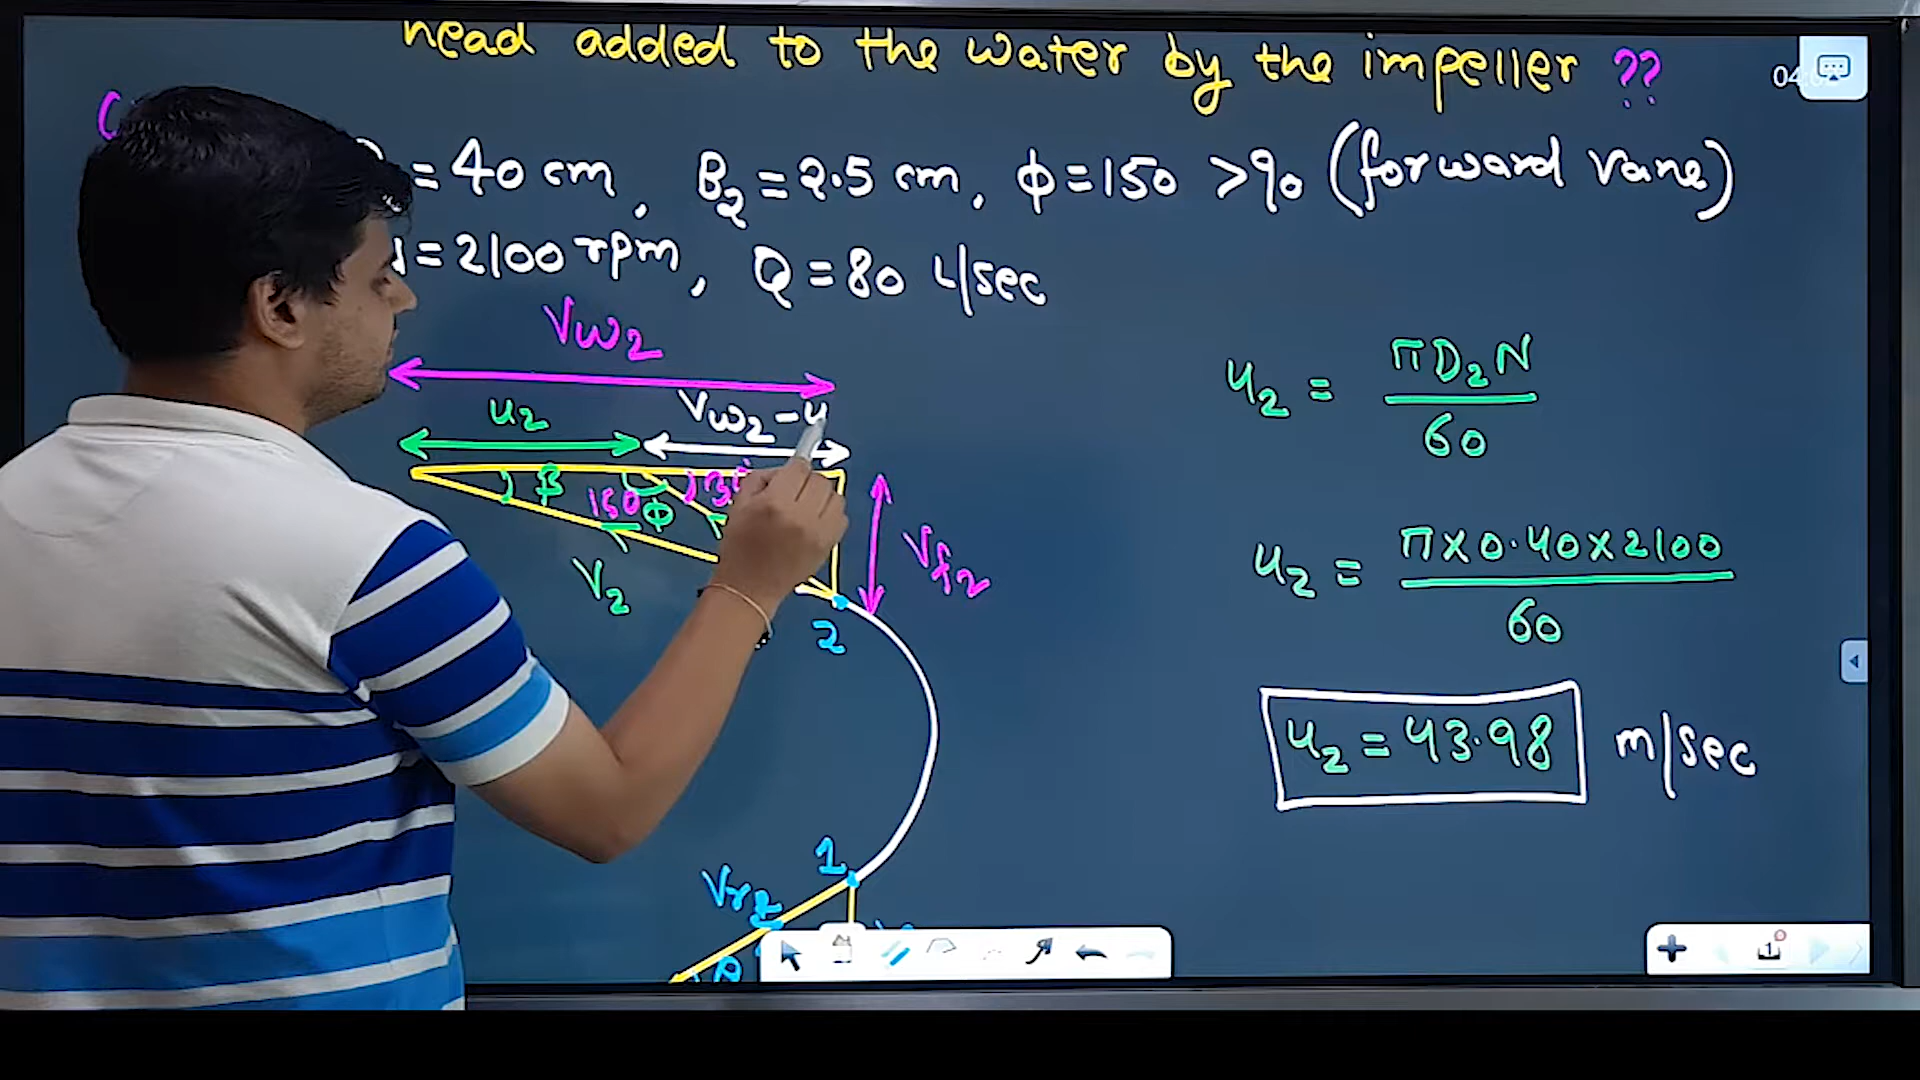 head added to the water by the impeller ??
= 40 cm, B2 = 2.5 cm, ϕ = 150 > 90 (forward vane)
= 2100 rpm, Q = 80 L/sec
Vw2
u2
Vw2 - u
β
150
ϕ
V2
Vf2
2
1
Vr2
u2 = πD2N / 60
u2 = π x 0.40 x 2100 / 60
u2 = 43.98 m/sec
1